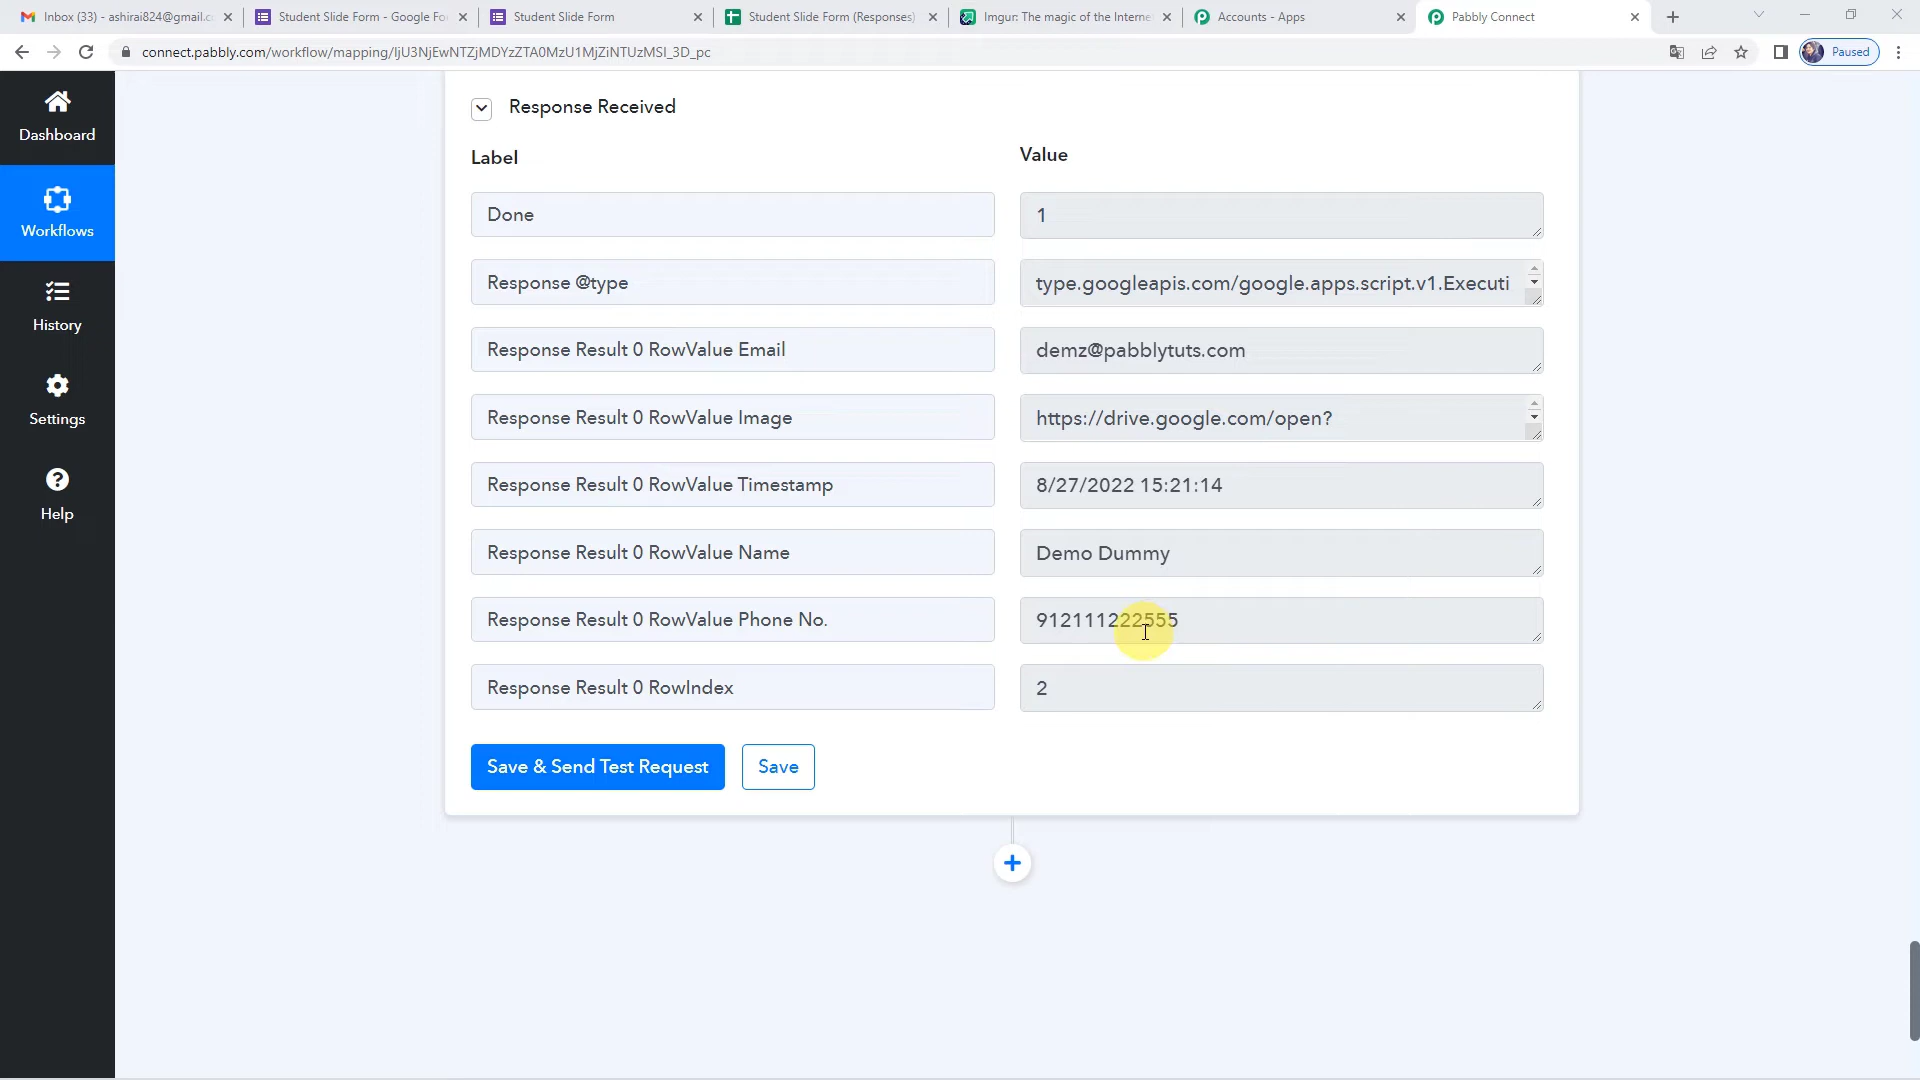 Inbox (33) - ashirai824@gmail.c
Student Slide Form - Google Fo
Student Slide Form
Student Slide Form (Responses)
Imgur: The magic of the Interne
Accounts - Apps
Pabbly Connect
connect.pabbly.com/workflow/mapping/IjU3NjEwNTZjMDYzZTA0MzU1MjZiNTUzMSI_3D_pc
Paused
Dashboard
Workflows
History
Settings
Help
Response Received
Label
Value
Done
1
Response @type
type.googleapis.com/google.apps.script.v1.Executi
Response Result 0 RowValue Email
demz@pabblytuts.com
Response Result 0 RowValue Image
https://drive.google.com/open?
Response Result 0 RowValue Timestamp
8/27/2022 15:21:14
Response Result 0 RowValue Name
Demo Dummy
Response Result 0 RowValue Phone No.
912111222555
Response Result 0 RowIndex
2
Save & Send Test Request
Save